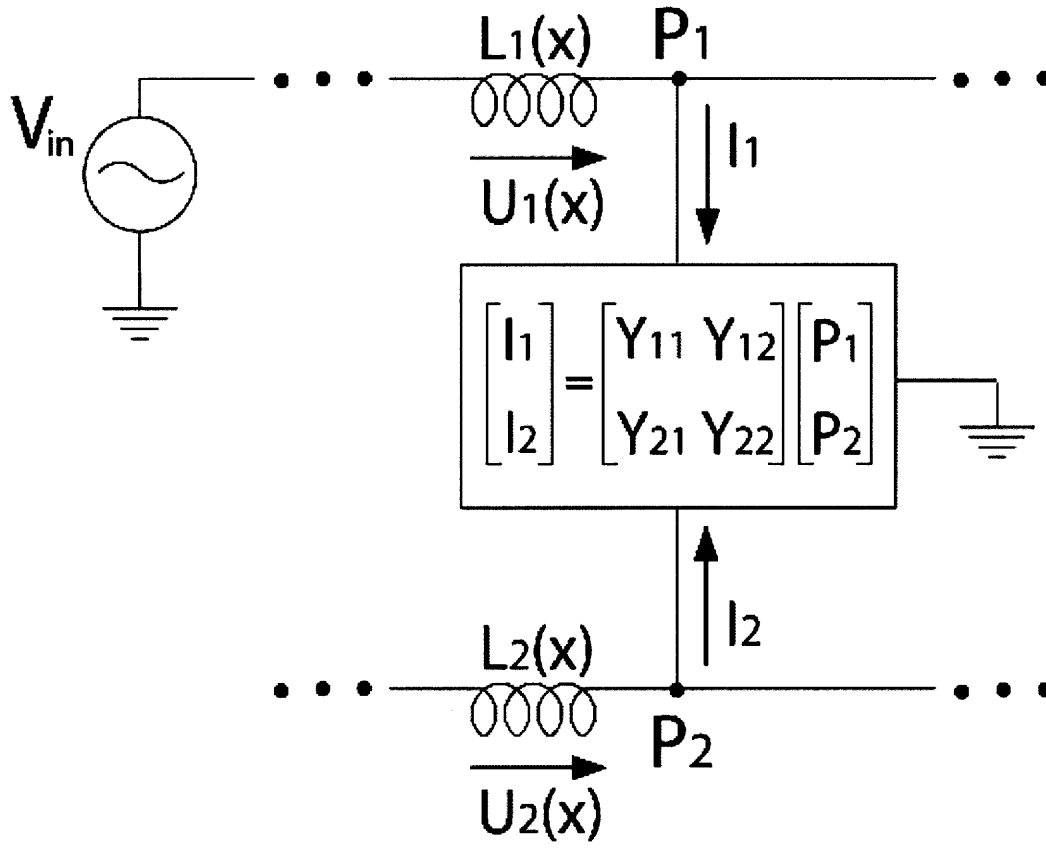 L1(x)
P1
Vin
I1
U1(x)
[I1 I2] = [Y11 Y12 Y21 Y22] [P1 P2]
I2
L2(x)
P2
U2(x)